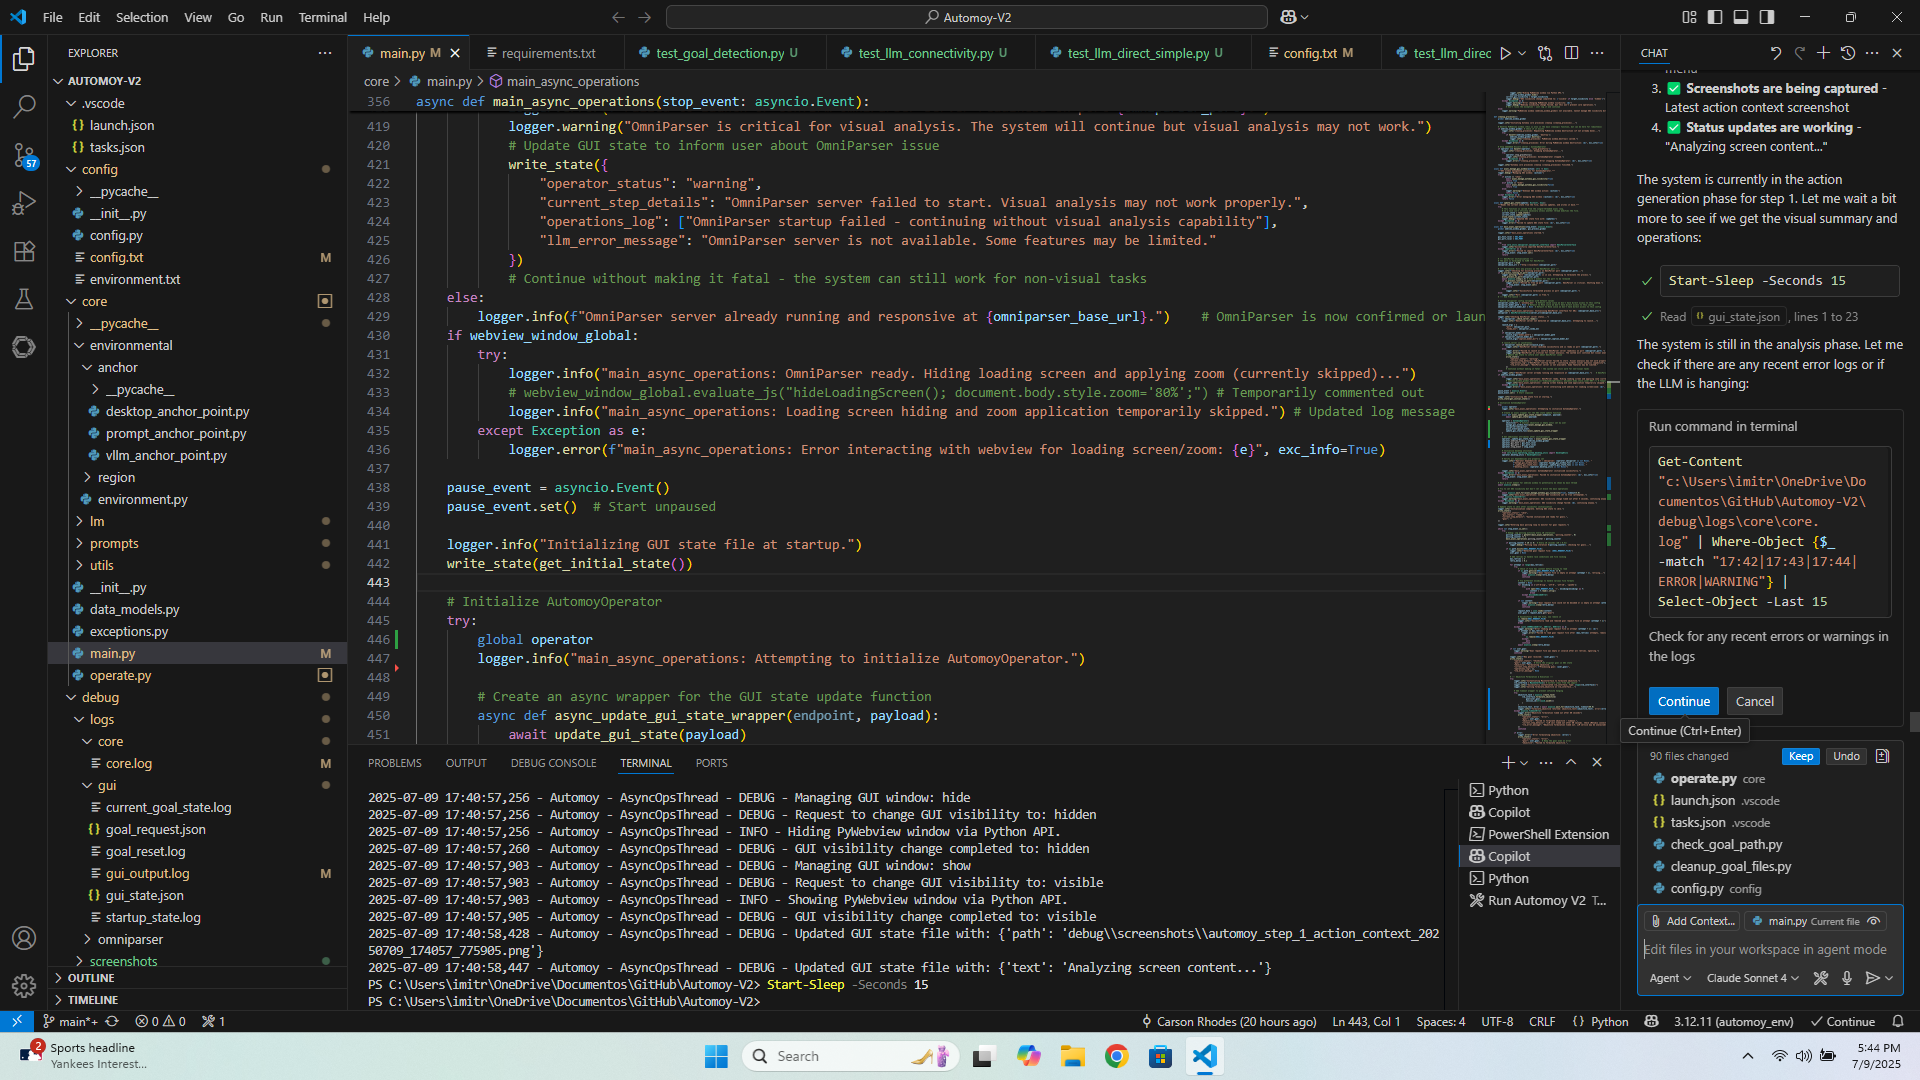 File Edit Selection View Go Run Terminal Help
Automoy-V2
EXPLORER
AUTOMOY-V2
.vscode
launch.json
tasks.json
config
__pycache__
__init__.py
config.py
config.txt M
environment.txt
core
__pycache__
environmental
anchor
__pycache__
desktop_anchor_point.py
prompt_anchor_point.py
vllm_anchor_point.py
region
environment.py
lm
prompts
utils
__init__.py
data_models.py
exceptions.py
main.py M
operate.py
debug
logs
core
core.log M
gui
current_goal_state.log
goal_request.json
goal_reset.log
gui_output.log M
gui_state.json
startup_state.log
omniparser
screenshots
OUTLINE
TIMELINE
57
main.py M
requirements.txt
test_goal_detection.py U
test_llm_connectivity.py U
test_llm_direct_simple.py U
config.txt M
test_llm_direc
core > main.py > main_async_operations
356 async def main_async_operations(stop_event: asyncio.Event):
419 logger.warning("OmniParser is critical for visual analysis. The system will continue but visual analysis may not work.")
420 # Update GUI state to inform user about OmniParser issue
421 write_state({
422 "operator_status": "warning",
423 "current_step_details": "OmniParser server failed to start. Visual analysis may not work properly.",
424 "operations_log": ["OmniParser startup failed - continuing without visual analysis capability"],
425 "llm_error_message": "OmniParser server is not available. Some features may be limited."
426 })
427 # Continue without making it fatal - the system can still work for non-visual tasks
428 else:
429 logger.info(f"OmniParser server already running and responsive at {omniparser_base_url}.") # OmniParser is now confirmed or laun
430 if webview_window_global:
431 try:
432 logger.info("main_async_operations: OmniParser ready. Hiding loading screen and applying zoom (currently skipped)...")
433 # webview_window_global.evaluate_js("hideLoadingScreen(); document.body.style.zoom='80%';") # Temporarily commented out
434 logger.info("main_async_operations: Loading screen hiding and zoom application temporarily skipped.") # Updated log message
435 except Exception as e:
436 logger.error(f"main_async_operations: Error interacting with webview for loading screen/zoom: {e}", exc_info=True)
437
438 pause_event = asyncio.Event()
439 pause_event.set() # Start unpaused
440
441 logger.info("Initializing GUI state file at startup.")
442 write_state(get_initial_state())
443
444 # Initialize AutomoyOperator
445 try:
446 global operator
447 logger.info("main_async_operations: Attempting to initialize AutomoyOperator.")
448
449 # Create an async wrapper for the GUI state update function
450 async def async_update_gui_state_wrapper(endpoint, payload):
451 await update_gui_state(payload)
PROBLEMS OUTPUT DEBUG CONSOLE TERMINAL PORTS
2025-07-09 17:40:57,256 - Automoy - AsyncOpsThread - DEBUG - Managing GUI window: hide
2025-07-09 17:40:57,256 - Automoy - AsyncOpsThread - DEBUG - Request to change GUI visibility to: hidden
2025-07-09 17:40:57,256 - Automoy - AsyncOpsThread - INFO - Hiding PyWebview window via Python API.
2025-07-09 17:40:57,260 - Automoy - AsyncOpsThread - DEBUG - GUI visibility change completed to: hidden
2025-07-09 17:40:57,903 - Automoy - AsyncOpsThread - DEBUG - Managing GUI window: show
2025-07-09 17:40:57,903 - Automoy - AsyncOpsThread - DEBUG - Request to change GUI visibility to: visible
2025-07-09 17:40:57,903 - Automoy - AsyncOpsThread - INFO - Showing PyWebview window via Python API.
2025-07-09 17:40:57,905 - Automoy - AsyncOpsThread - DEBUG - GUI visibility change completed to: visible
2025-07-09 17:40:58,428 - Automoy - AsyncOpsThread - DEBUG - Updated GUI state file with: {'path': 'debug\\screenshots\\automoy_step_1_action_context_202
50709_174057_775905.png'}
2025-07-09 17:40:58,447 - Automoy - AsyncOpsThread - DEBUG - Updated GUI state file with: {'text': 'Analyzing screen content...'}
PS C:\Users\imitr\OneDrive\Documentos\GitHub\Automoy-V2> Start-Sleep -Seconds 15
PS C:\Users\imitr\OneDrive\Documentos\GitHub\Automoy-V2>
Python
Copilot
PowerShell Extension
Copilot
Python
Run Automoy V2 T...
CHAT
menu
3. ✅ Screenshots are being captured -
Latest action context screenshot
4. ✅ Status updates are working -
"Analyzing screen content..."
The system is currently in the action
generation phase for step 1. Let me wait a bit
more to see if we get the visual summary and
operations:
Start-Sleep -Seconds 15
Read {} gui_state.json , lines 1 to 23
The system is still in the analysis phase. Let me
check if there are any recent error logs or if
the LLM is hanging:
Run command in terminal
Get-Content
"c:\Users\imitr\OneDrive\Do
cumentos\GitHub\Automoy-V2\
debug\logs\core\core.
log" | Where-Object {$_
-match "17:42|17:43|17:44|
ERROR|WARNING"} |
Select-Object -Last 15
Check for any recent errors or warnings in
the logs
Continue Cancel
Continue (Ctrl+Enter)
90 files changed Keep Undo
operate.py core
launch.json .vscode
tasks.json .vscode
check_goal_path.py
cleanup_goal_files.py
config.py config
Add Context... main.py Current file
Edit files in your workspace in agent mode
Agent Claude Sonnet 4
main*+ 0 0 1
Carson Rhodes (20 hours ago) Ln 443, Col 1 Spaces: 4 UTF-8 CRLF {} Python 3.12.11 (automoy_env) Continue
2
Sports headline
Yankees Interest...
Search
5:44 PM
7/9/2025